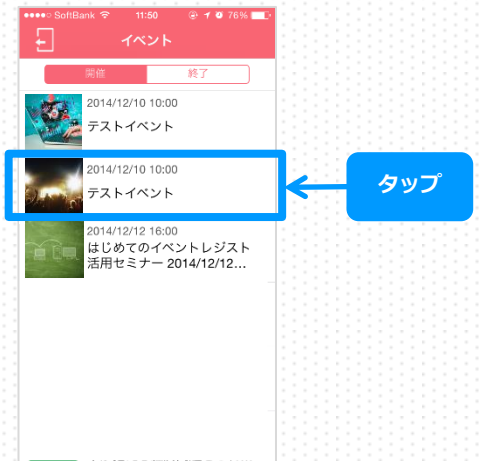 SoftBank 11:50 76%
イベント
開催 終了
2014/12/10 10:00
テストイベント
2014/12/10 10:00
テストイベント
タップ
2014/12/12 16:00
はじめてのイベントレジスト
活用セミナー 2014/12/12...